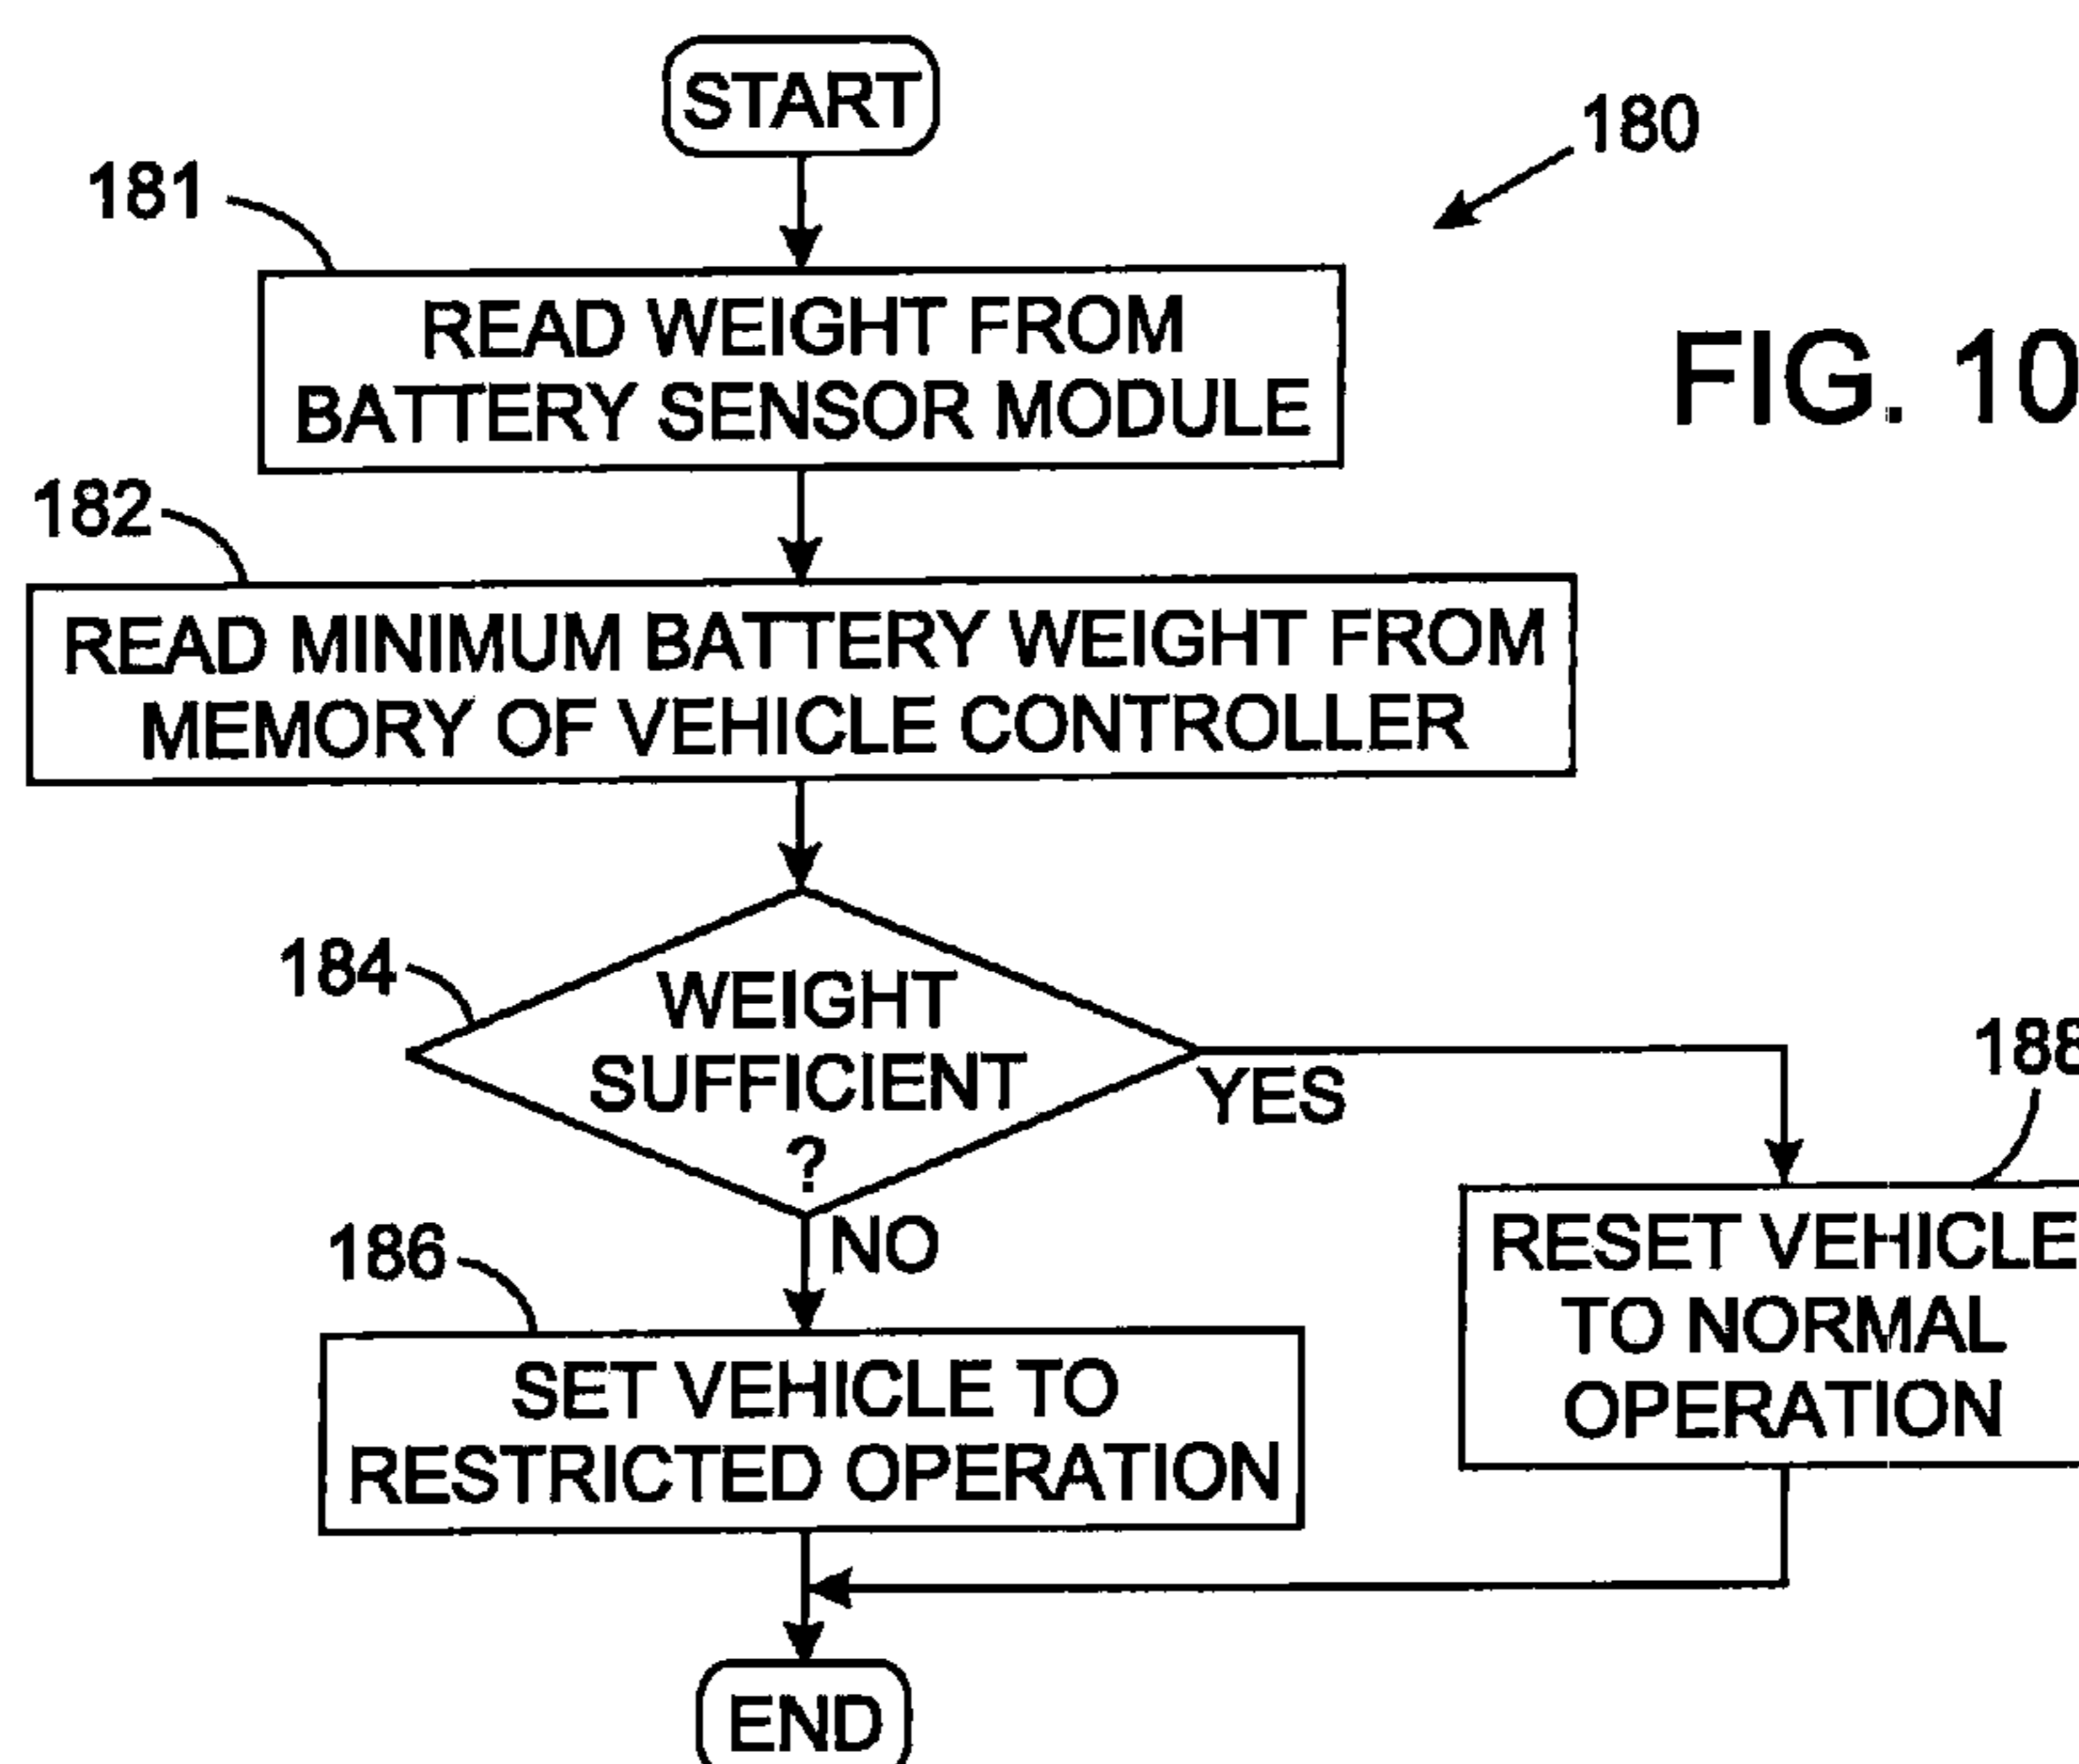 START
180
181
READ WEIGHT FROM
BATTERY SENSOR MODULE
FIG. 10
182
READ MINIMUM BATTERY WEIGHT FROM
MEMORY OF VEHICLE CONTROLLER
184
WEIGHT
SUFFICIENT
?
YES
NO
188
RESET VEHICLE
TO NORMAL
OPERATION
186
SET VEHICLE TO
RESTRICTED OPERATION
END